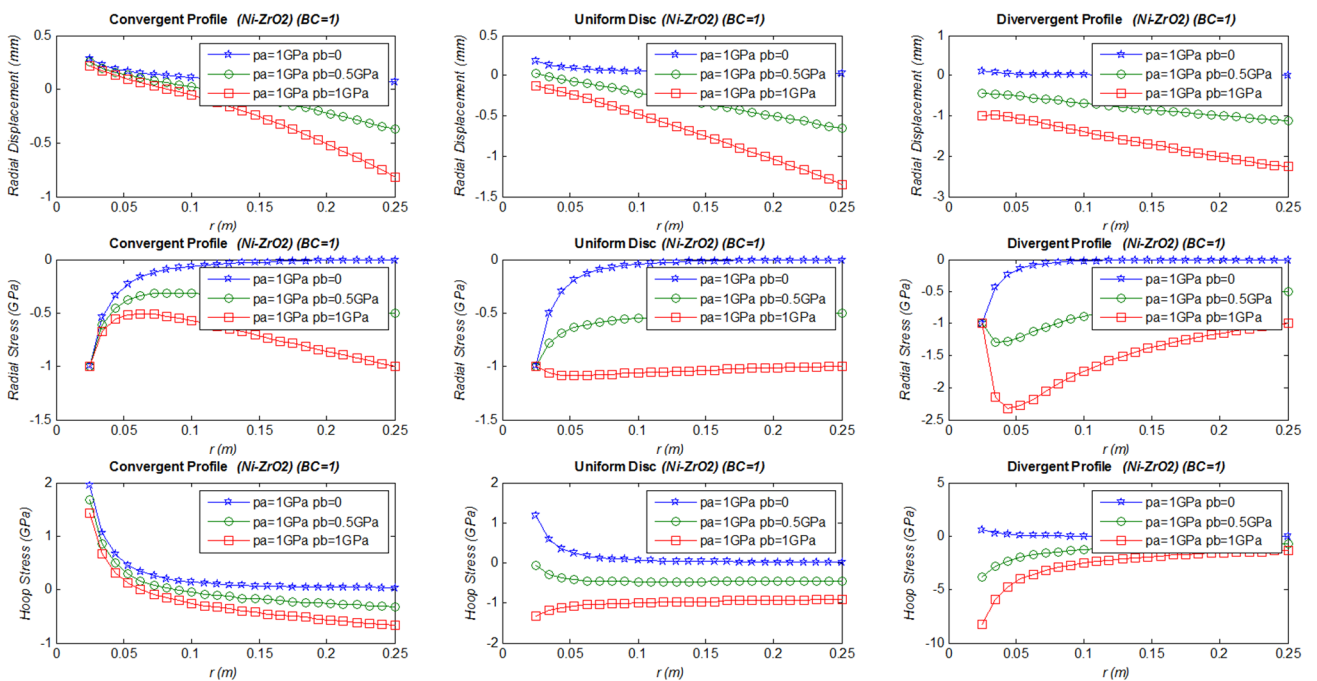 Convergent Profile (Ni-ZrO2) (BC=1)
Uniform Disc (Ni-ZrO2) (BC=1)
Divervgent Profile (Ni-ZrO2) (BC=1)
Radial Displacement (mm)
0.5
0
-0.5
-1
pa=1GPa pb=0
pa=1GPa pb=0.5GPa
pa=1GPa pb=1GPa
0 0.05 0.1 0.15 0.2 0.25
r (m)
Radial Displacement (mm)
0.5
0
-0.5
-1
-1.5
pa=1GPa pb=0
pa=1GPa pb=0.5GPa
pa=1GPa pb=1GPa
0 0.05 0.1 0.15 0.2 0.25
r (m)
Radial Displacement (mm)
1
0
-1
-2
-3
pa=1GPa pb=0
pa=1GPa pb=0.5GPa
pa=1GPa pb=1GPa
0 0.05 0.1 0.15 0.2 0.25
r (m)
Convergent Profile (Ni-ZrO2) (BC=1)
Uniform Disc (Ni-ZrO2) (BC=1)
Divergent Profile (Ni-ZrO2) (BC=1)
Radial Stress (GPa)
0
-0.5
-1
-1.5
pa=1GPa pb=0
pa=1GPa pb=0.5GPa
pa=1GPa pb=1GPa
0 0.05 0.1 0.15 0.2 0.25
r (m)
Radial Stress (GPa)
0
-0.5
-1
-1.5
pa=1GPa pb=0
pa=1GPa pb=0.5GPa
pa=1GPa pb=1GPa
0 0.05 0.1 0.15 0.2 0.25
r (m)
Radial Stress (GPa)
0
-0.5
-1
-1.5
-2
-2.5
pa=1GPa pb=0
pa=1GPa pb=0.5GPa
pa=1GPa pb=1GPa
0 0.05 0.1 0.15 0.2 0.25
r (m)
Convergent Profile (Ni-ZrO2) (BC=1)
Uniform Disc (Ni-ZrO2) (BC=1)
Divergent Profile (Ni-ZrO2) (BC=1)
Hoop Stress (GPa)
2
1
0
-1
pa=1GPa pb=0
pa=1GPa pb=0.5GPa
pa=1GPa pb=1GPa
0 0.05 0.1 0.15 0.2 0.25
r (m)
Hoop Stress (GPa)
2
1
0
-1
2
pa=1GPa pb=0
pa=1GPa pb=0.5GPa
pa=1GPa pb=1GPa
0 0.05 0.1 0.15 0.2 0.25
r (m)
Hoop Stress (GPa)
5
0
-5
-10
pa=1GPa pb=0
pa=1GPa pb=0.5GPa
pa=1GPa pb=1GPa
0 0.05 0.1 0.15 0.2 0.25
r (m)